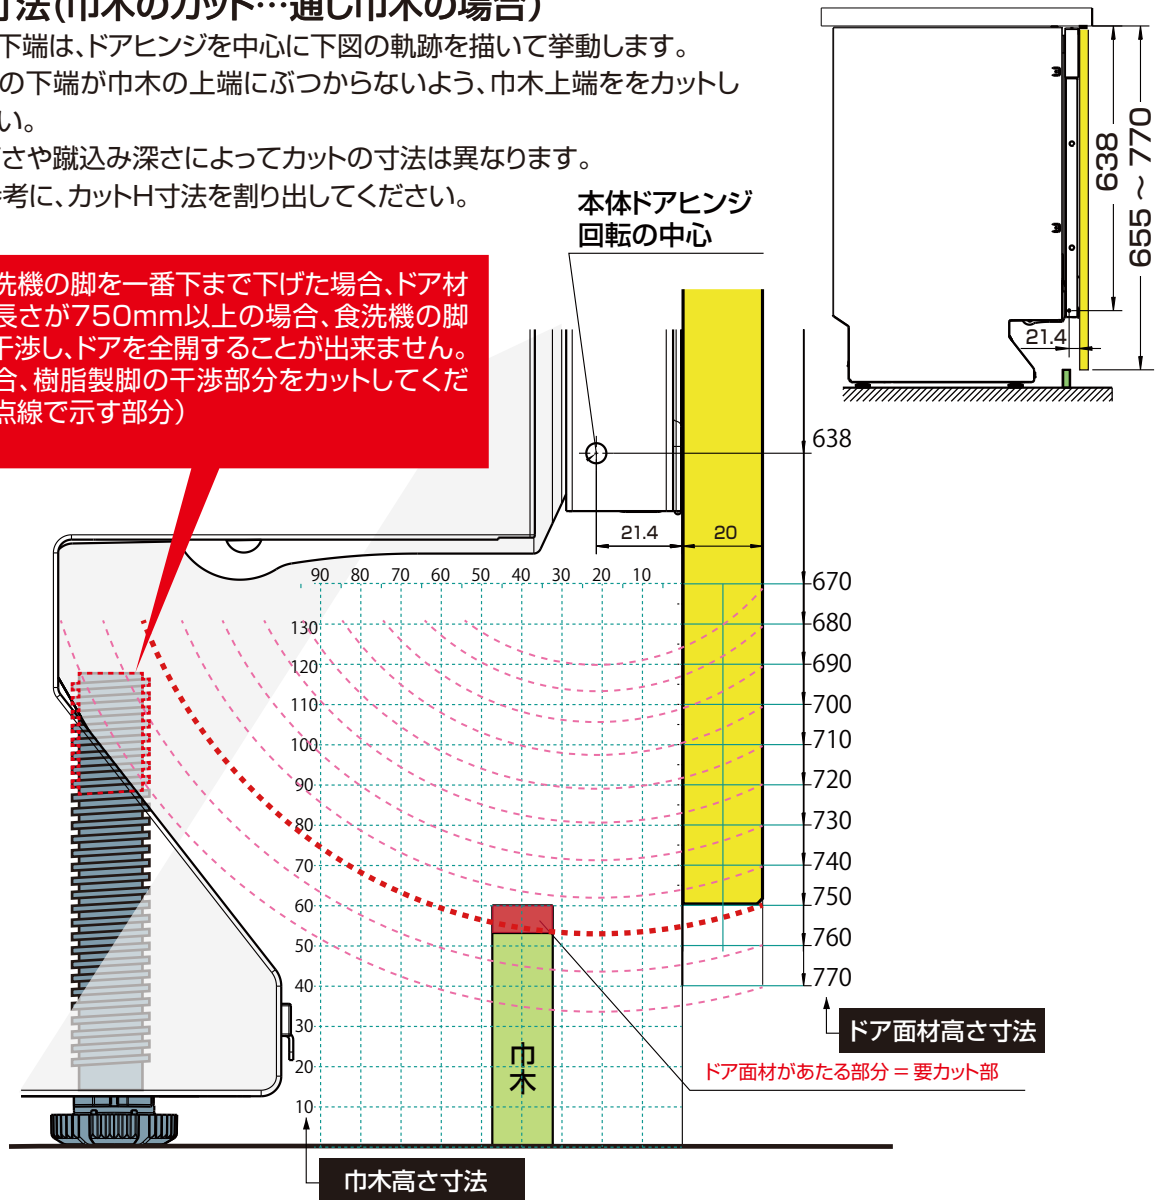 寸法(巾木のカット…通し巾木の場合)
下端は、ドアヒンジを中心に下図の軌跡を描いて挙動します。
の下端が巾木の上端にぶつからないよう、巾木上端ををカットし
い。
さや蹴込み深さによってカットの寸法は異なります。
考に、カットH寸法を割り出してください。
本体ドアヒンジ
回転の中心
638
655～770
21.4
洗機の脚を一番下まで下げた場合、ドア材
長さが750mm以上の場合、食洗機の脚
干渉し、ドアを全開することが出来ません。
合、樹脂製脚の干渉部分をカットしてくだ
点線で示す部分)
638
21.4
20
90 80 70 60 50 40 30 20 10
670
680
690
700
710
720
730
740
750
760
770
130
120
110
100
90
80
70
60
50
40
30
20
10
巾木
ドア面材高さ寸法
ドア面材があたる部分=要カット部
巾木高さ寸法